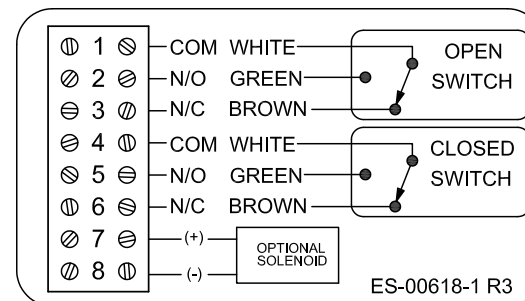 1 COM WHITE
2 N/O GREEN
3 N/C BROWN
OPEN
SWITCH
4 COM WHITE
5 N/O GREEN
6 N/C BROWN
CLOSED
SWITCH
7 (+)
8 (-)
OPTIONAL
SOLENOID
ES-00618-1 R3